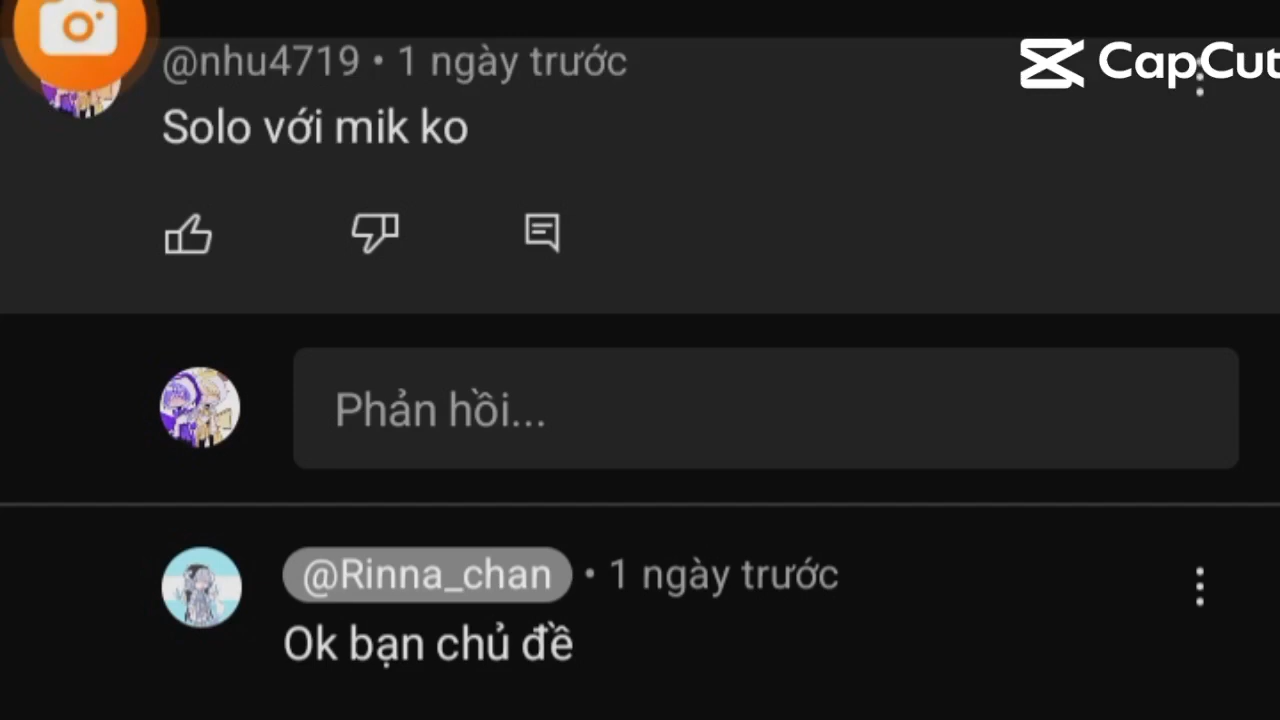 @nhu4719 • 1 ngày trước
CapCut
Solo với mik ko
Phản hồi...
@Rinna_chan • 1 ngày trước
Ok bạn chủ đề